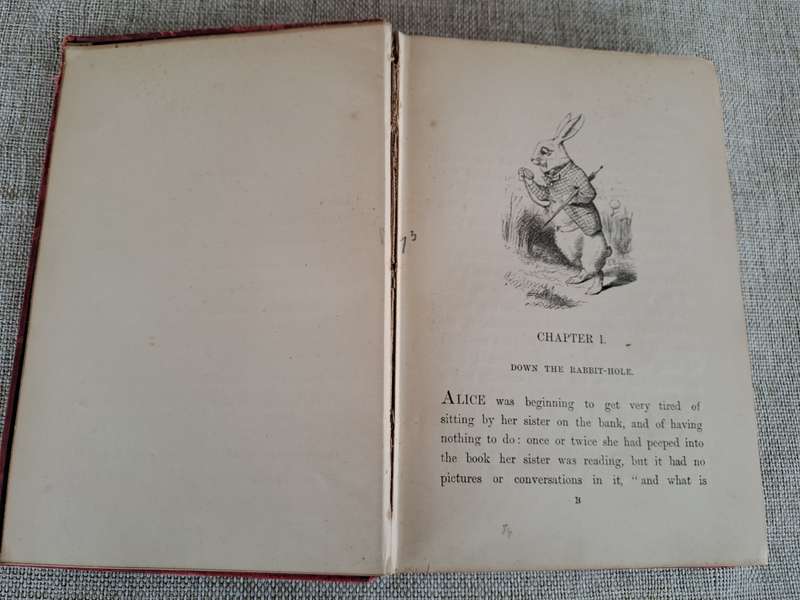 CHAPTER I.
DOWN THE RABBIT-HOLE.
ALICE was beginning to get very tired of
sitting by her sister on the bank, and of having
nothing to do: once or twice she had peeped into
the book her sister was reading, but it had no
pictures or conversations in it, "and what is
B